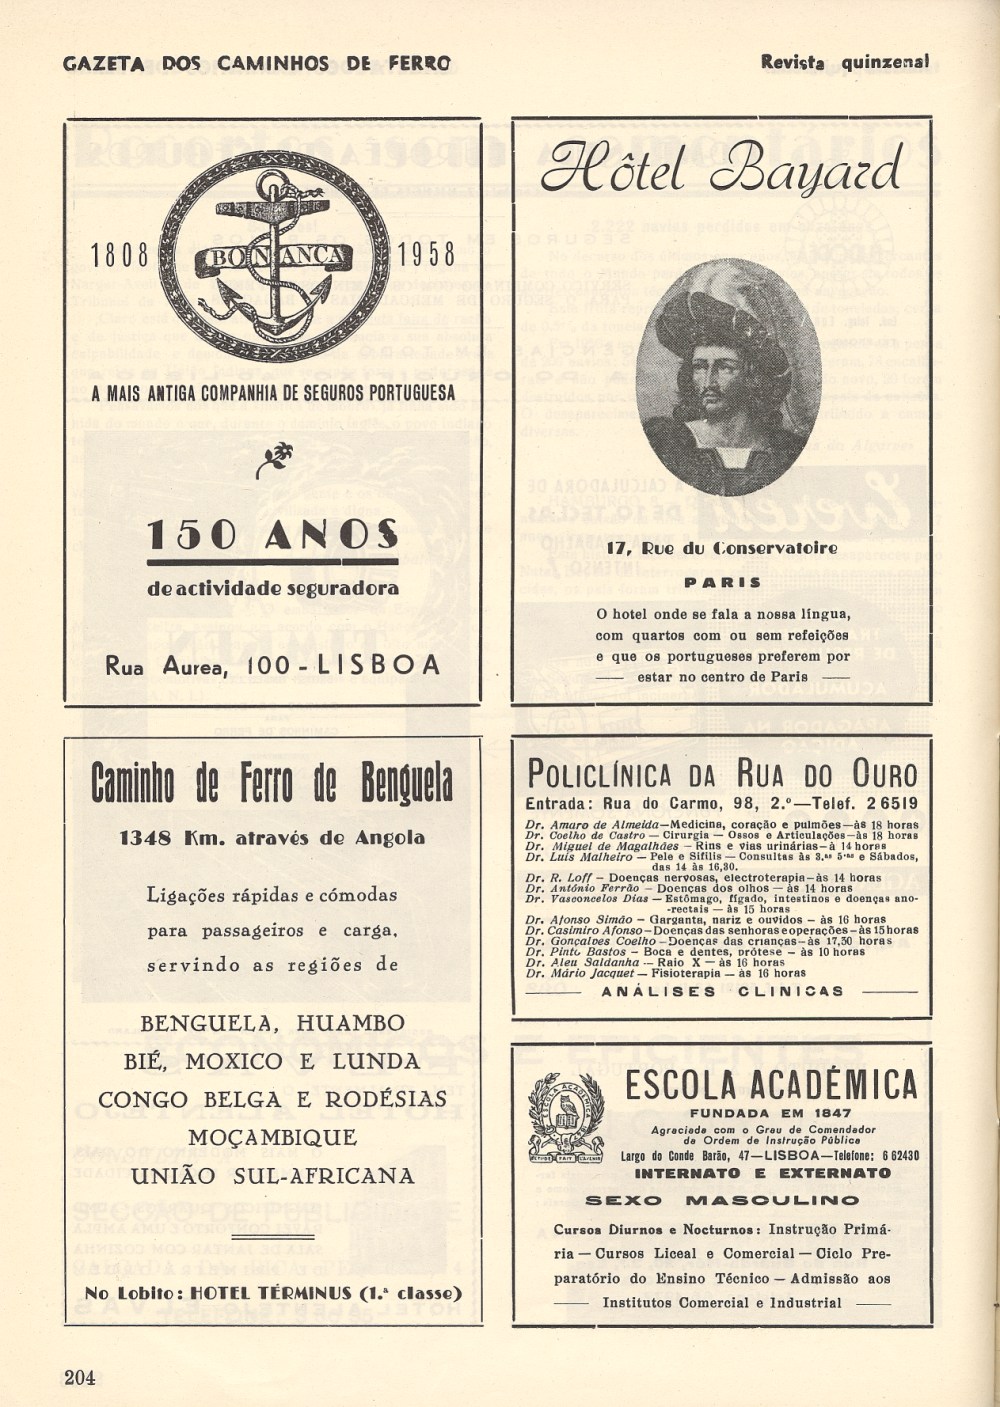 GAZETA DOS CAMINHOS DE FERRO
Revista quinzenal
1808
BONANÇA
1958
A MAIS ANTIGA COMPANHIA DE SEGUROS PORTUGUESA
150 ANOS
de actividade seguradora
Rua Aurea, 100 - LISBOA
Hôtel Bayard
17, Rue du Conservatoire
PARIS
O hotel onde se fala a nossa língua,
com quartos com ou sem refeições
e que os portugueses preferem por
estar no centro de Paris
Caminho de Ferro de Benguela
1348 Km. através de Angola
Ligações rápidas e cómodas
para passageiros e carga,
servindo as regiões de
BENGUELA, HUAMBO
BIÉ, MOXICO E LUNDA
CONGO BELGA E RODÉSIAS
MOÇAMBIQUE
UNIÃO SUL-AFRICANA
No Lobito: HOTEL TÉRMINUS (1.ª classe)
POLICLÍNICA DA RUA DO OURO
Entrada: Rua do Carmo, 98, 2.º—Telef. 2 6519
Dr. Amaro de Almeida—Medicina, coração e pulmões—às 18 horas
Dr. Coelho de Castro — Cirurgia — Ossos e Articulações—às 18 horas
Dr. Miguel de Magalhães — Rins e vias urinárias—à 14 horas
Dr. Luís Malheiro — Pele e Sífilis — Consultas às 3.as 5.as e Sábados,
das 14 às 16,30.
Dr. R. Loff — Doenças nervosas, electroterapia—às 14 horas
Dr. António Ferrão — Doenças dos olhos — às 14 horas
Dr. Vasconcelos Dias — Estômago, fígado, intestinos e doenças ano-
-rectais — às 15 horas
Dr. Afonso Simão — Garganta, nariz e ouvidos — às 16 horas
Dr. Casimiro Afonso—Doenças das senhoras e operações—às 15 horas
Dr. Gonçalves Coelho—Doenças das crianças—às 17,30 horas
Dr. Pinto Bastos — Boca e dentes, prótese — às 10 horas
Dr. Aleu Saldanha — Raio X — às 16 horas
Dr. Mário Jacquet — Fisioterapia — às 16 horas
ANÁLISES CLINICAS
ESCOLA ACADÉMICA
ESCOLA ACADÉMICA
FUNDADA EM 1847
Agraciada com o Grau de Comendador
da Ordem de Instrução Pública
Largo do Conde Barão, 47—LISBOA—Telefone: 6 62430
INTERNATO E EXTERNATO
SEXO MASCULINO
Cursos Diurnos e Nocturnos: Instrução Primá-
ria — Cursos Liceal e Comercial — Ciclo Pre-
paratório do Ensino Técnico — Admissão aos
Institutos Comercial e Industrial
204